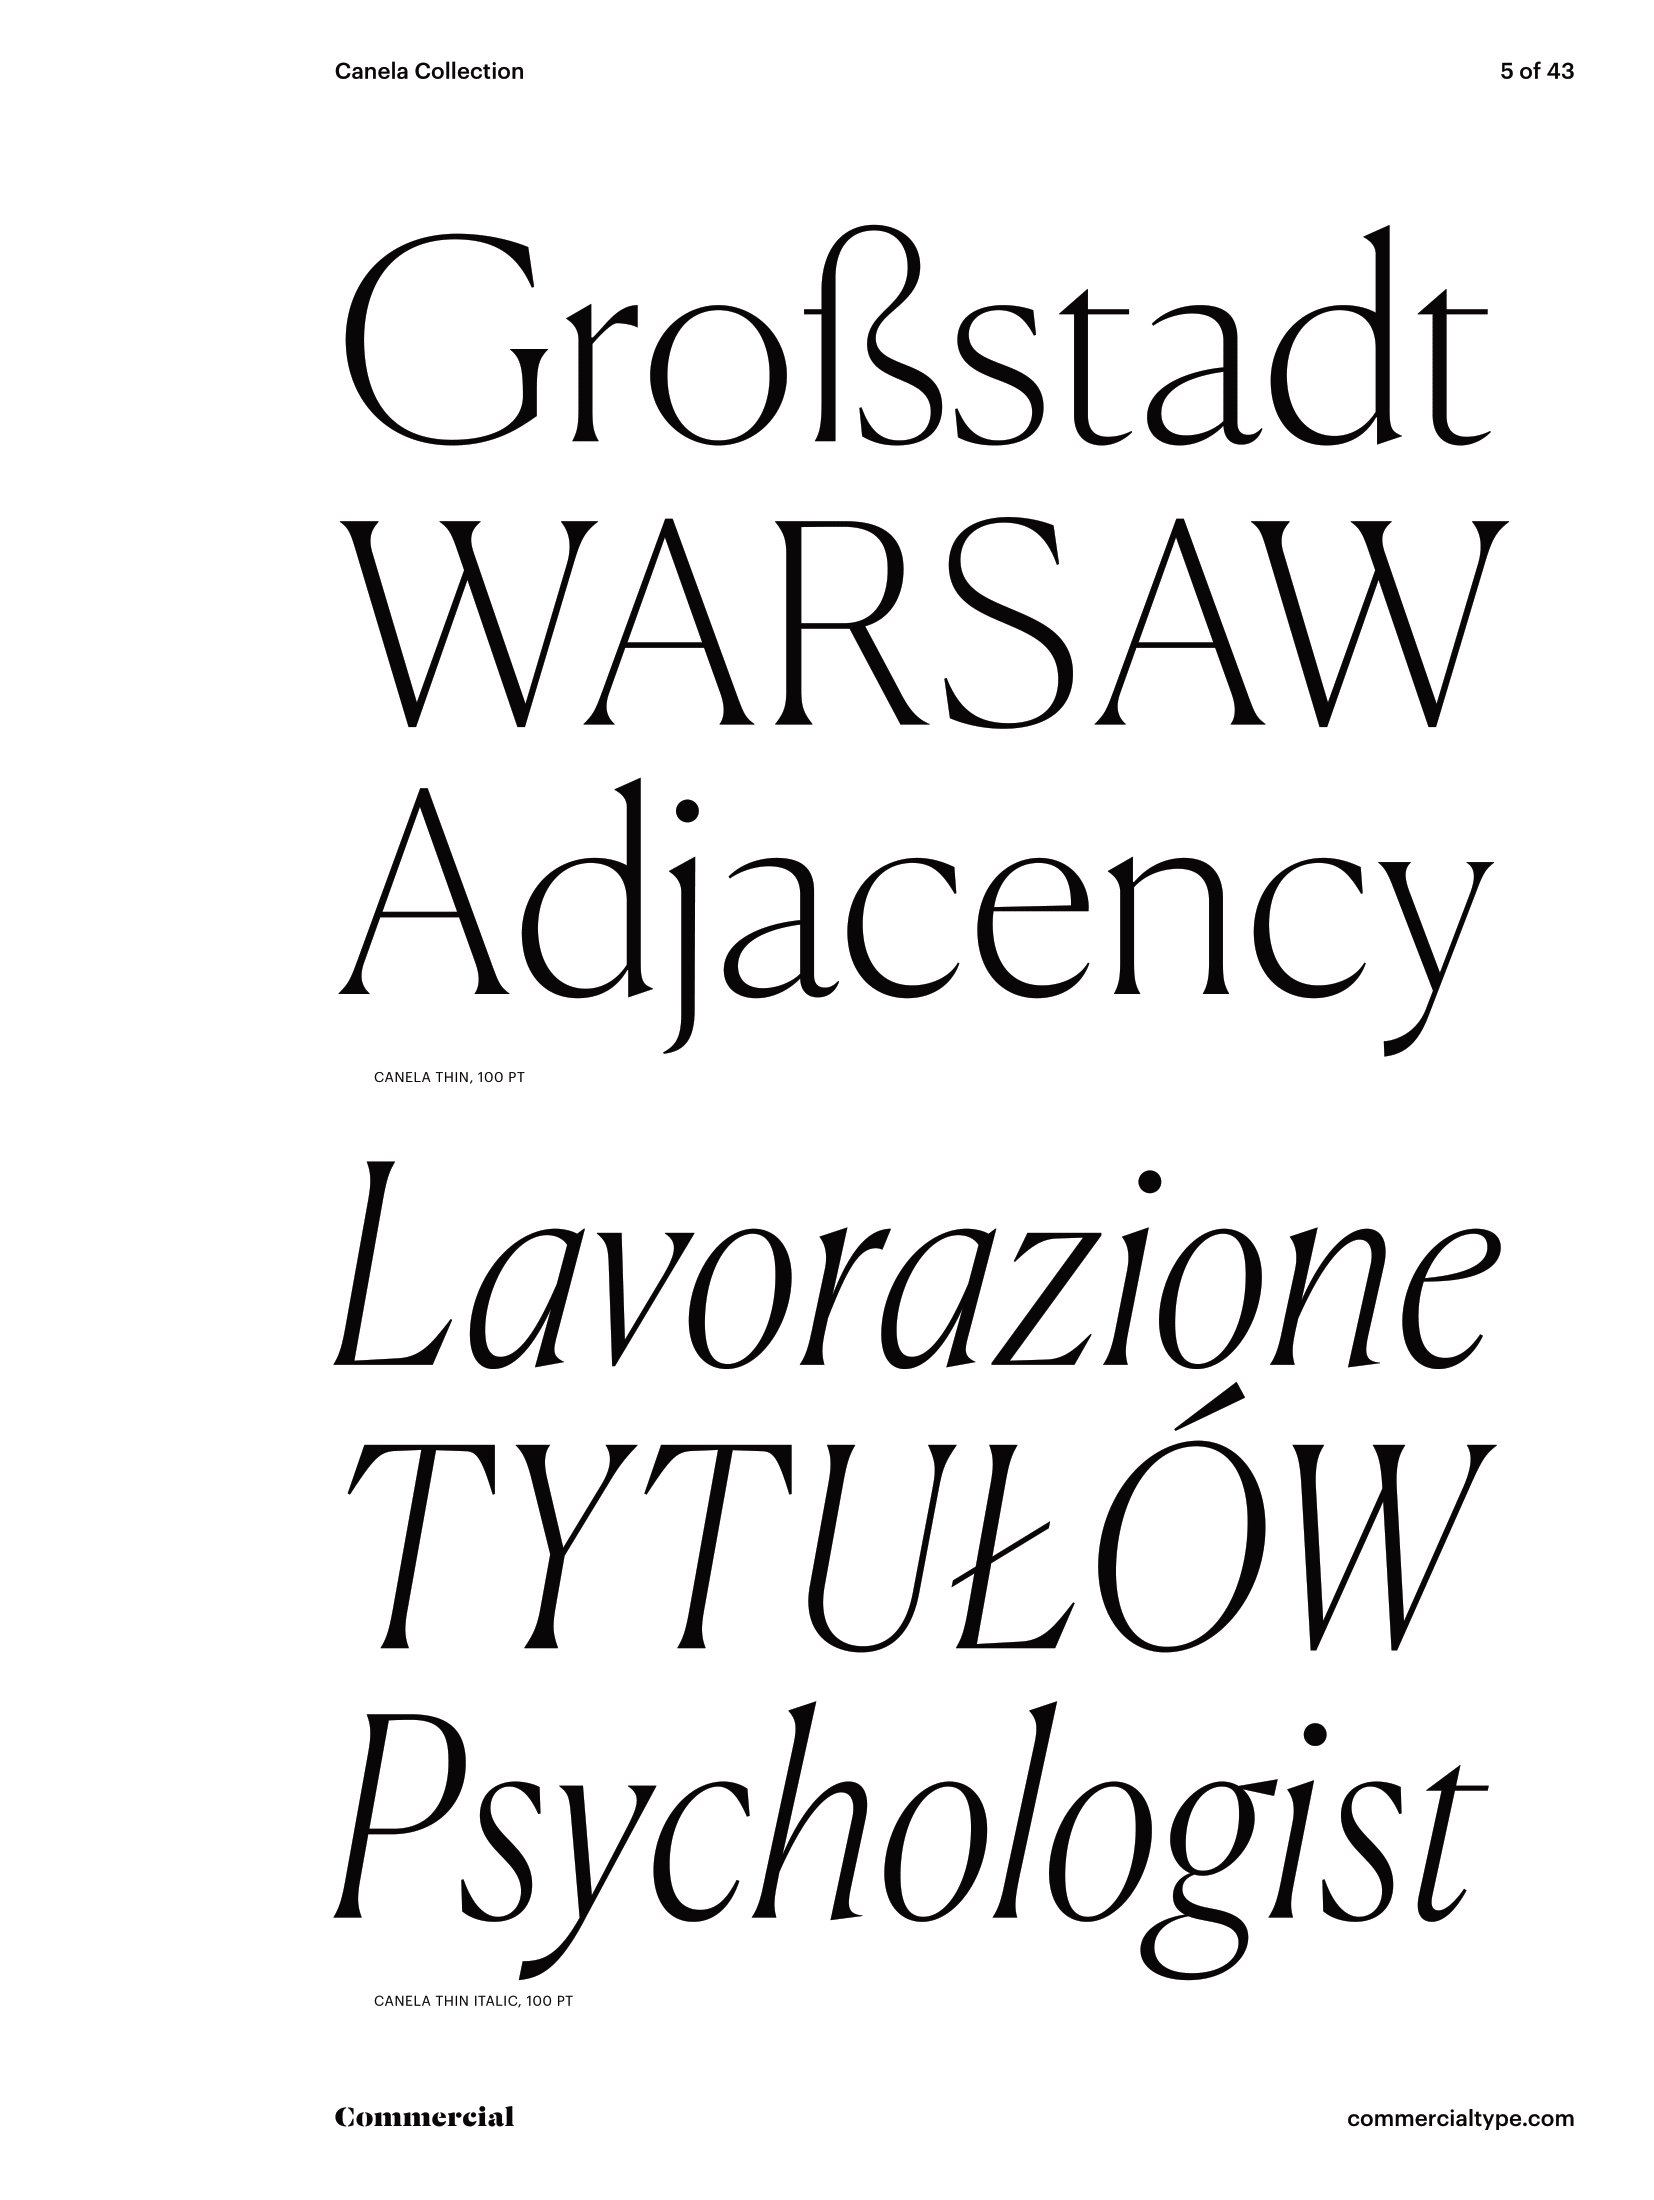 Canela Collection
5 of 43
Großstadt
WARSAW
Adjacency
CANELA THIN, 100 PT
Lavorazione
TYTUŁÓW
Psychologist
CANELA THIN ITALIC, 100 PT
Commercial
commercialtype.com